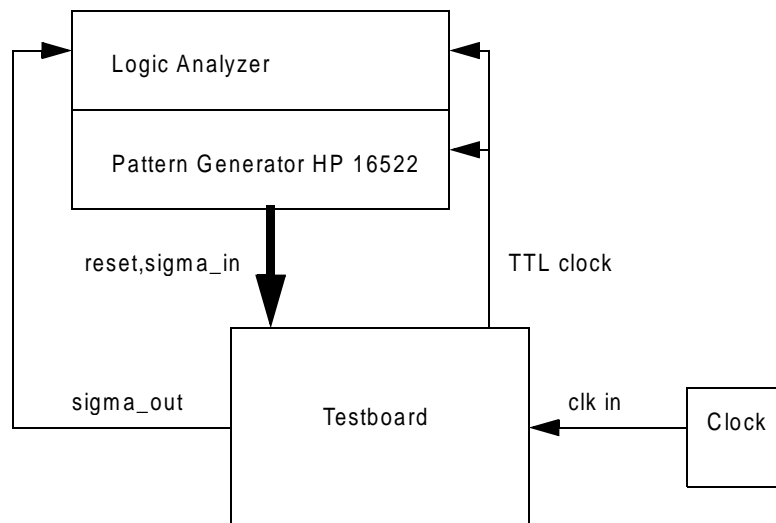 Logic Analyzer
Pattern Generator HP 16522
reset,sigma_in
TTL clock
sigma_out
Testboard
clk in
Clock